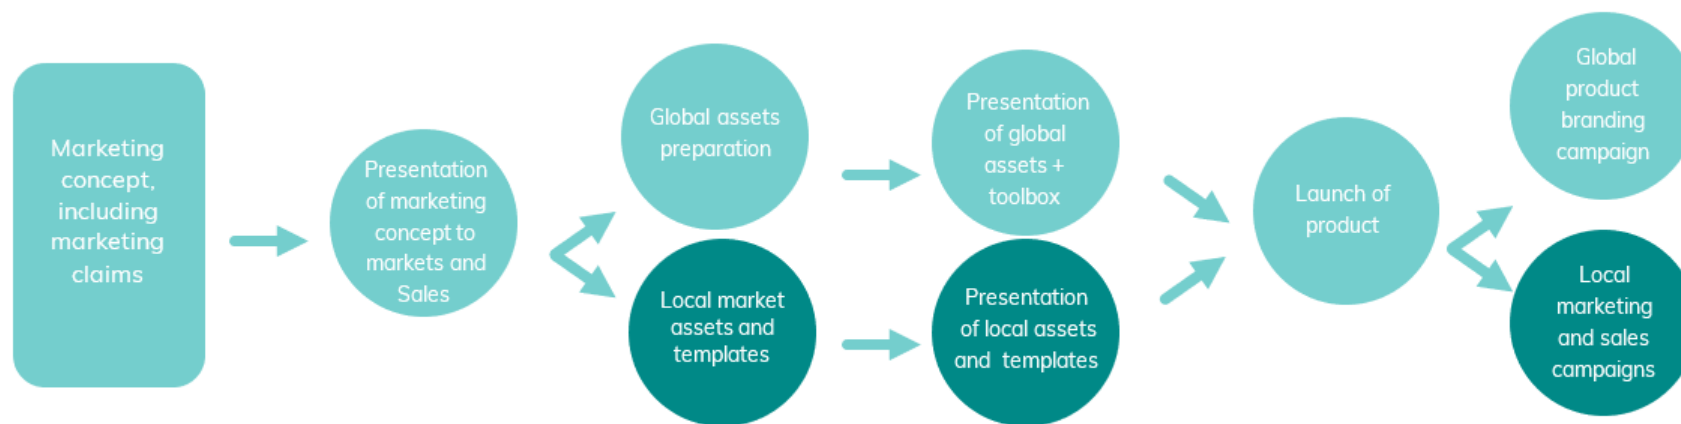 Marketing
concept,
including
marketing
claims
Presentation
of marketing
concept to
markets and
Sales
Global assets
preparation
Local market
assets and
templates
Presentation
of global
assets +
toolbox
Presentation
of local assets
and templates
Launch of
product
Global
product
branding
campaign
Local
marketing
and sales
campaigns